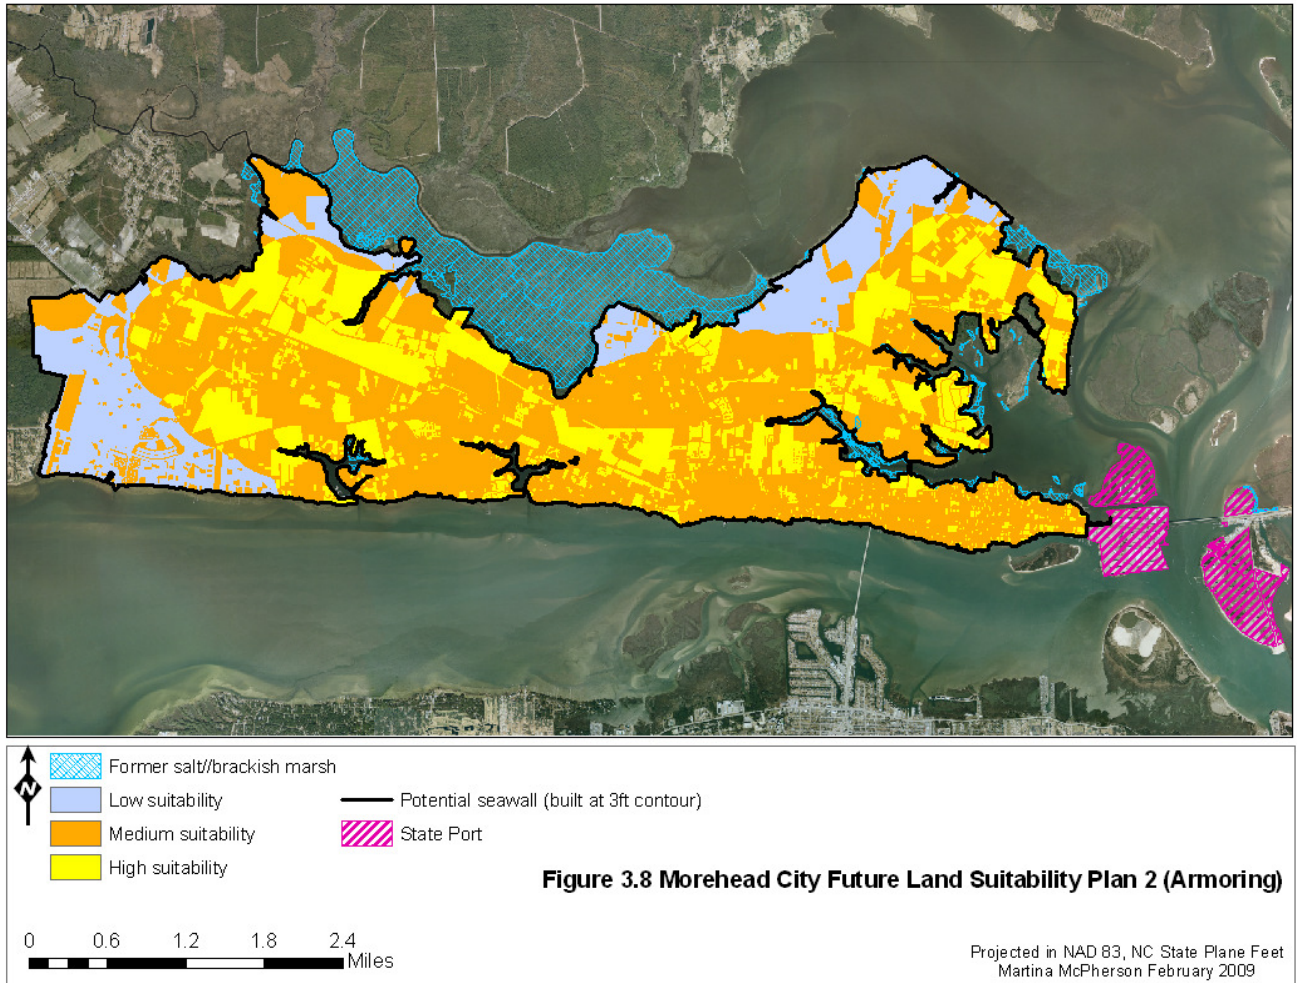 N
Former salt//brackish marsh
Low suitability
Medium suitability
High suitability
Potential seawall (built at 3ft contour)
State Port
Figure 3.8 Morehead City Future Land Suitability Plan 2 (Armoring)
0 0.6 1.2 1.8 2.4
Miles
Projected in NAD 83, NC State Plane Feet
Martina McPherson February 2009